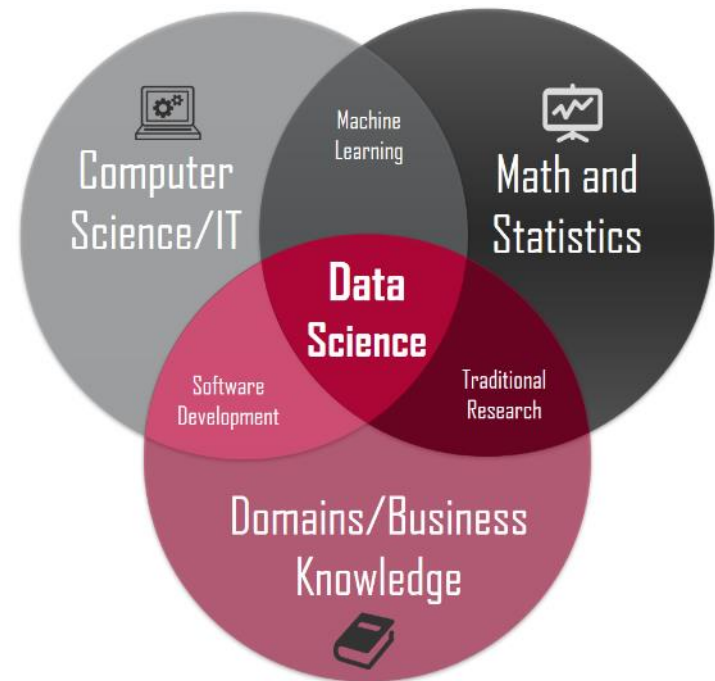 Machine
Learning
Computer
Science/IT
Math and
Statistics
Data
Science
Software
Development
Traditional
Research
Domains/Business
Knowledge